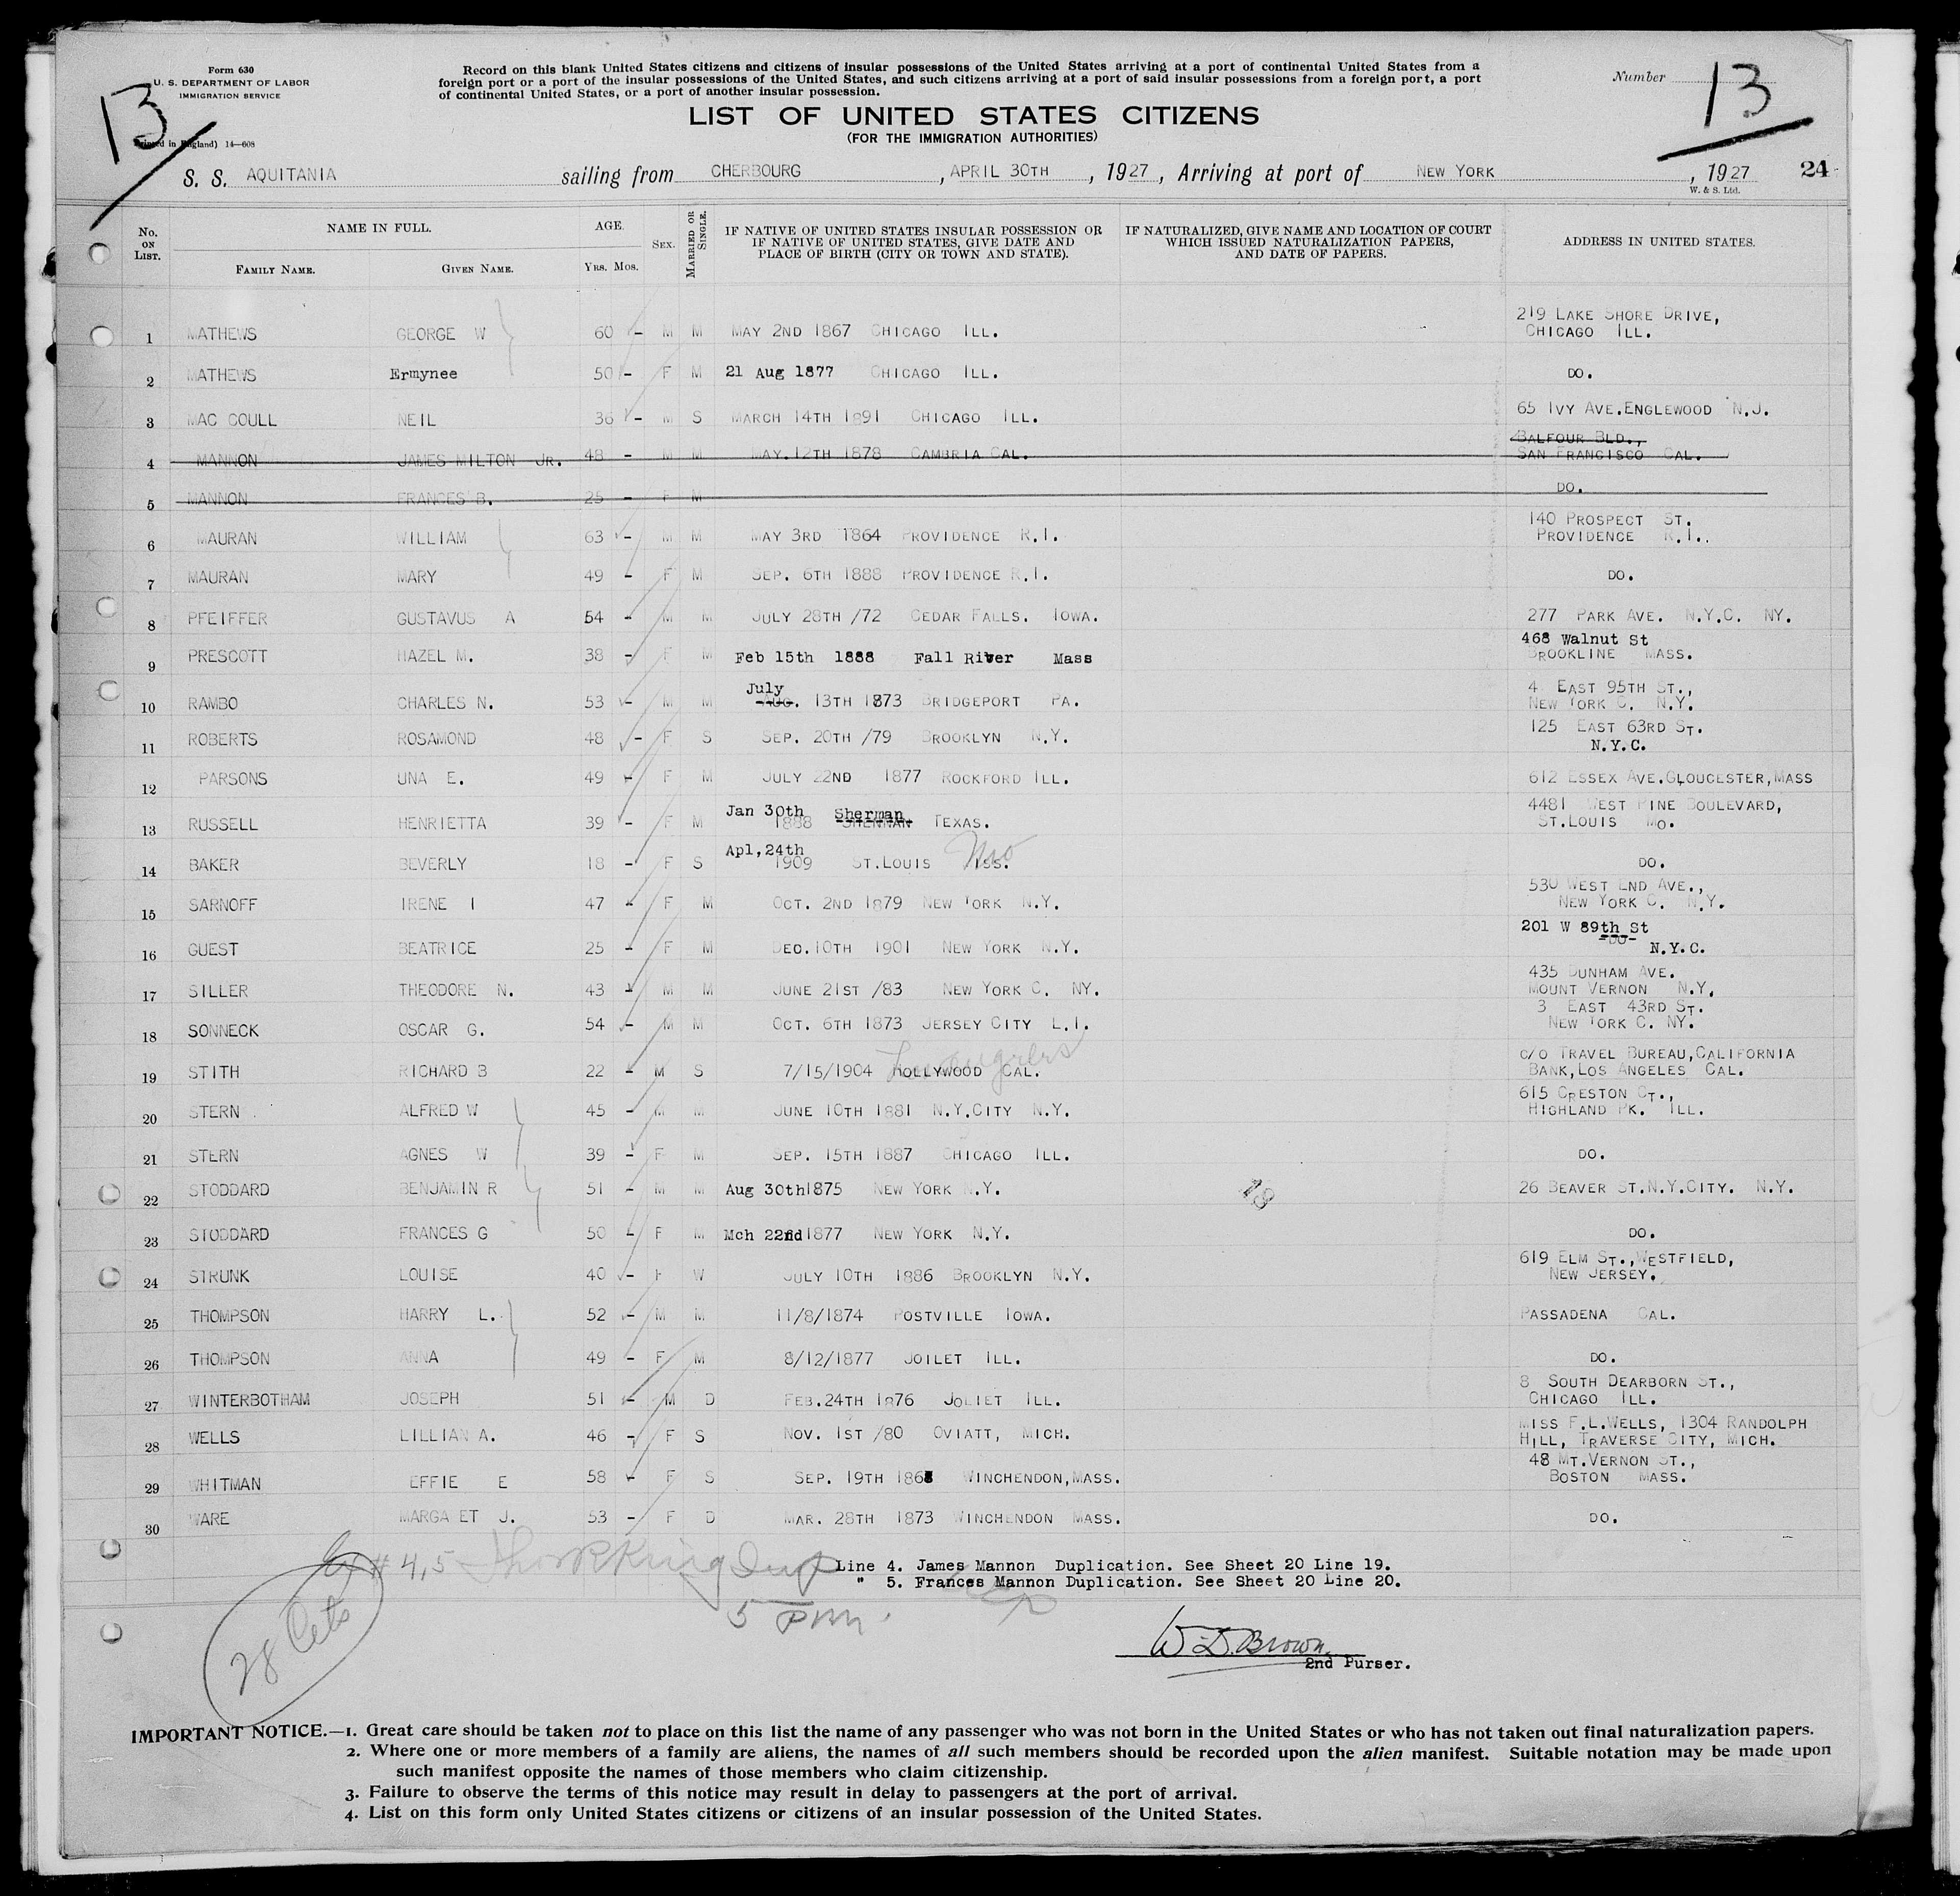 Form 630
U. S. DEPARTMENT OF LABOR
IMMIGRATION SERVICE
13
(Printed in England) 14—608
Record on this blank United States citizens and citizens of insular possessions of the United States arriving at a port of continental United States from a
foreign port or a port of the insular possessions of the United States, and such citizens arriving at a port of said insular possessions from a foreign port, a port
of continental United States, or a port of another insular possession.
LIST OF UNITED STATES CITIZENS
(FOR THE IMMIGRATION AUTHORITIES)
Number 13
S. S. AQUITANIA sailing from CHERBOURG, APRIL 30TH, 1927, Arriving at port of NEW YORK, 1927 24
W. & S. Ltd.
No. ON LIST. NAME IN FULL. FAMILY NAME. GIVEN NAME. AGE. YRS. MOS. SEX. MARRIED OR SINGLE. IF NATIVE OF UNITED STATES INSULAR POSSESSION OR IF NATIVE OF UNITED STATES, GIVE DATE AND PLACE OF BIRTH (CITY OR TOWN AND STATE). IF NATURALIZED, GIVE NAME AND LOCATION OF COURT WHICH ISSUED NATURALIZATION PAPERS, AND DATE OF PAPERS. ADDRESS IN UNITED STATES.
1 MATHEWS GEORGE W 60 - M M MAY 2ND 1867 CHICAGO ILL. 219 LAKE SHORE DRIVE, CHICAGO ILL.
2 MATHEWS Ermynee 50 - F M 21 Aug 1877 CHICAGO ILL. DO.
3 MAC COULL NEIL 36 - M S MARCH 14TH 1891 CHICAGO ILL. 65 IVY AVE.ENGLEWOOD N.J.
4 MANNON JAMES MILTON JR. 48 - M M MAY.12TH 1878 CAMBRIA CAL. BALFOUR BLD., SAN FRANCISCO CAL.
5 MANNON FRANCES B. 25 - F M DO.
6 MAURAN WILLIAM 63 - M M MAY 3RD 1864 PROVIDENCE R.I. 140 PROSPECT ST. PROVIDENCE R.I..
7 MAURAN MARY 49 - F M SEP. 6TH 1888 PROVIDENCE R.I. DO.
8 PFEIFFER GUSTAVUS A 54 - M M JULY 28TH /72 CEDAR FALLS. IOWA. 277 PARK AVE. N.Y.C. NY.
9 PRESCOTT HAZEL M. 38 - F M Feb 15th 1888 Fall River Mass 468 Walnut St BROOKLINE MASS.
10 RAMBO CHARLES N. 53 - M M July AUG. 13TH 1873 BRIDGEPORT PA. 4 EAST 95TH ST., NEW YORK C. N.Y.
11 ROBERTS ROSAMOND 48 - F S SEP. 20TH /79 BROOKLYN N.Y. 125 EAST 63RD ST. N.Y.C.
12 PARSONS UNA E. 49 - F M JULY 22ND 1877 ROCKFORD ILL. 612 ESSEX AVE.GLOUCESTER,MASS
13 RUSSELL HENRIETTA 39 - F M Jan 30th 1888 Sherman SHENNAN TEXAS. 4481 WEST PINE BOULEVARD, ST.LOUIS MO.
14 BAKER BEVERLY 18 - F S Apl,24th 1909 ST.LOUIS MISS. Mo DO.
15 SARNOFF IRENE I 47 - F M OCT. 2ND 1879 NEW YORK N.Y. 530 WEST END AVE., NEW YORK C. N.Y.
16 GUEST BEATRICE 25 - F M DEC.10TH 1901 NEW YORK N.Y. 201 W 89th St DO N.Y.C.
17 SILLER THEODORE N. 43 - M M JUNE 21ST /83 NEW YORK C. NY. 435 DUNHAM AVE. MOUNT VERNON N.Y.
18 SONNECK OSCAR G. 54 - M M OCT. 6TH 1873 JERSEY CITY L.I. 3 EAST 43RD ST. NEW YORK C. NY.
19 STITH RICHARD B 22 - M S 7/15/1904 HOLLYWOOD CAL. Los Angeles C/O TRAVEL BUREAU,CALIFORNIA BANK,LOS ANGELES CAL.
20 STERN ALFRED W 45 - M M JUNE 10TH 1881 N.Y.CITY N.Y. 615 CRESTON CT., HIGHLAND PK. ILL.
21 STERN AGNES W 39 - F M SEP. 15TH 1887 CHICAGO ILL. DO.
22 STODDARD BENJAMIN R 51 - M M Aug 30th1875 NEW YORK N.Y. 18 26 BEAVER ST.N.Y.CITY. N.Y.
23 STODDARD FRANCES G 50 - F M Mch 22nd1877 NEW YORK N.Y. DO.
24 STRUNK LOUISE 40 - F W JULY 10TH 1886 BROOKLYN N.Y. 619 ELM ST.,WESTFIELD, NEW JERSEY.
25 THOMPSON HARRY L. 52 - M M 11/8/1874 POSTVILLE IOWA. PASSADENA CAL.
26 THOMPSON ANNA 49 - F M 8/12/1877 JOILET ILL. DO.
27 WINTERBOTHAM JOSEPH 51 - M D FEB.24TH 1876 JOLIET ILL. 8 SOUTH DEARBORN ST., CHICAGO ILL.
28 WELLS LILLIAN A. 46 - F S NOV. 1ST /80 OVIATT, MICH. MISS F.L.WELLS, 1304 RANDOLPH HILL, TRAVERSE CITY, MICH.
29 WHITMAN EFFIE E 58 - F S SEP. 19TH 1868 WINCHENDON,MASS. 48 MT.VERNON ST., BOSTON MASS.
30 WARE MARGA ET J. 53 - F D MAR. 28TH 1873 WINCHENDON MASS. DO.
# 4,5
Line 4. James Mannon Duplication. See Sheet 20 Line 19.
" 5. Frances Mannon Duplication. See Sheet 20 Line 20.
5 PM.
28 Cits
W D. Brown.
2nd Purser.
IMPORTANT NOTICE.—1. Great care should be taken not to place on this list the name of any passenger who was not born in the United States or who has not taken out final naturalization papers.
2. Where one or more members of a family are aliens, the names of all such members should be recorded upon the alien manifest. Suitable notation may be made upon
such manifest opposite the names of those members who claim citizenship.
3. Failure to observe the terms of this notice may result in delay to passengers at the port of arrival.
4. List on this form only United States citizens or citizens of an insular possession of the United States.